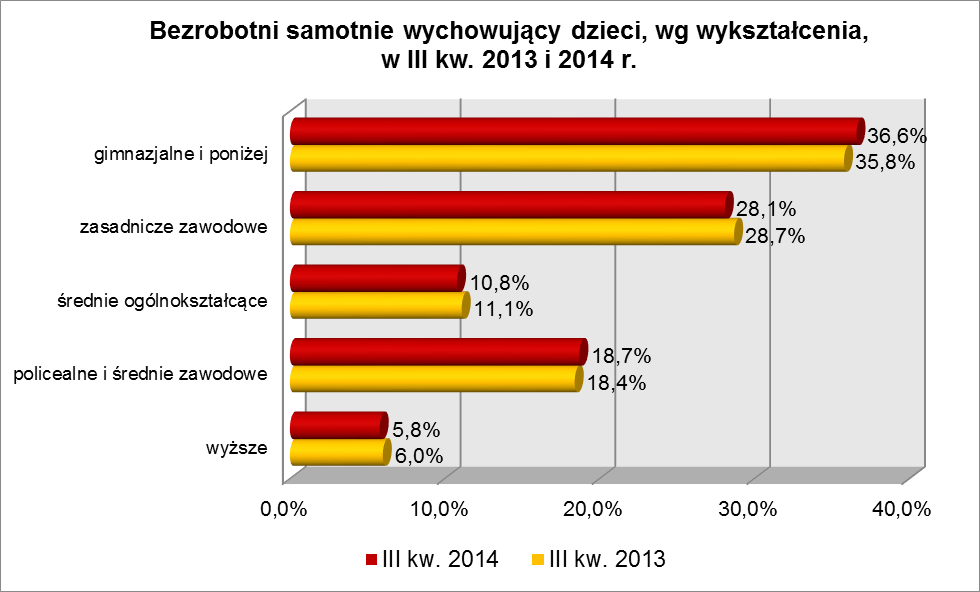 Bezrobotni samotnie wychowujący dzieci, wg wykształcenia,
w III kw. 2013 i 2014 r.
gimnazjalne i poniżej
36,6%
35,8%
zasadnicze zawodowe
28,1%
28,7%
średnie ogólnokształcące
10,8%
11,1%
policealne i średnie zawodowe
18,7%
18,4%
wyższe
5,8%
6,0%
0,0%
10,0%
20,0%
30,0%
40,0%
III kw. 2014
III kw. 2013